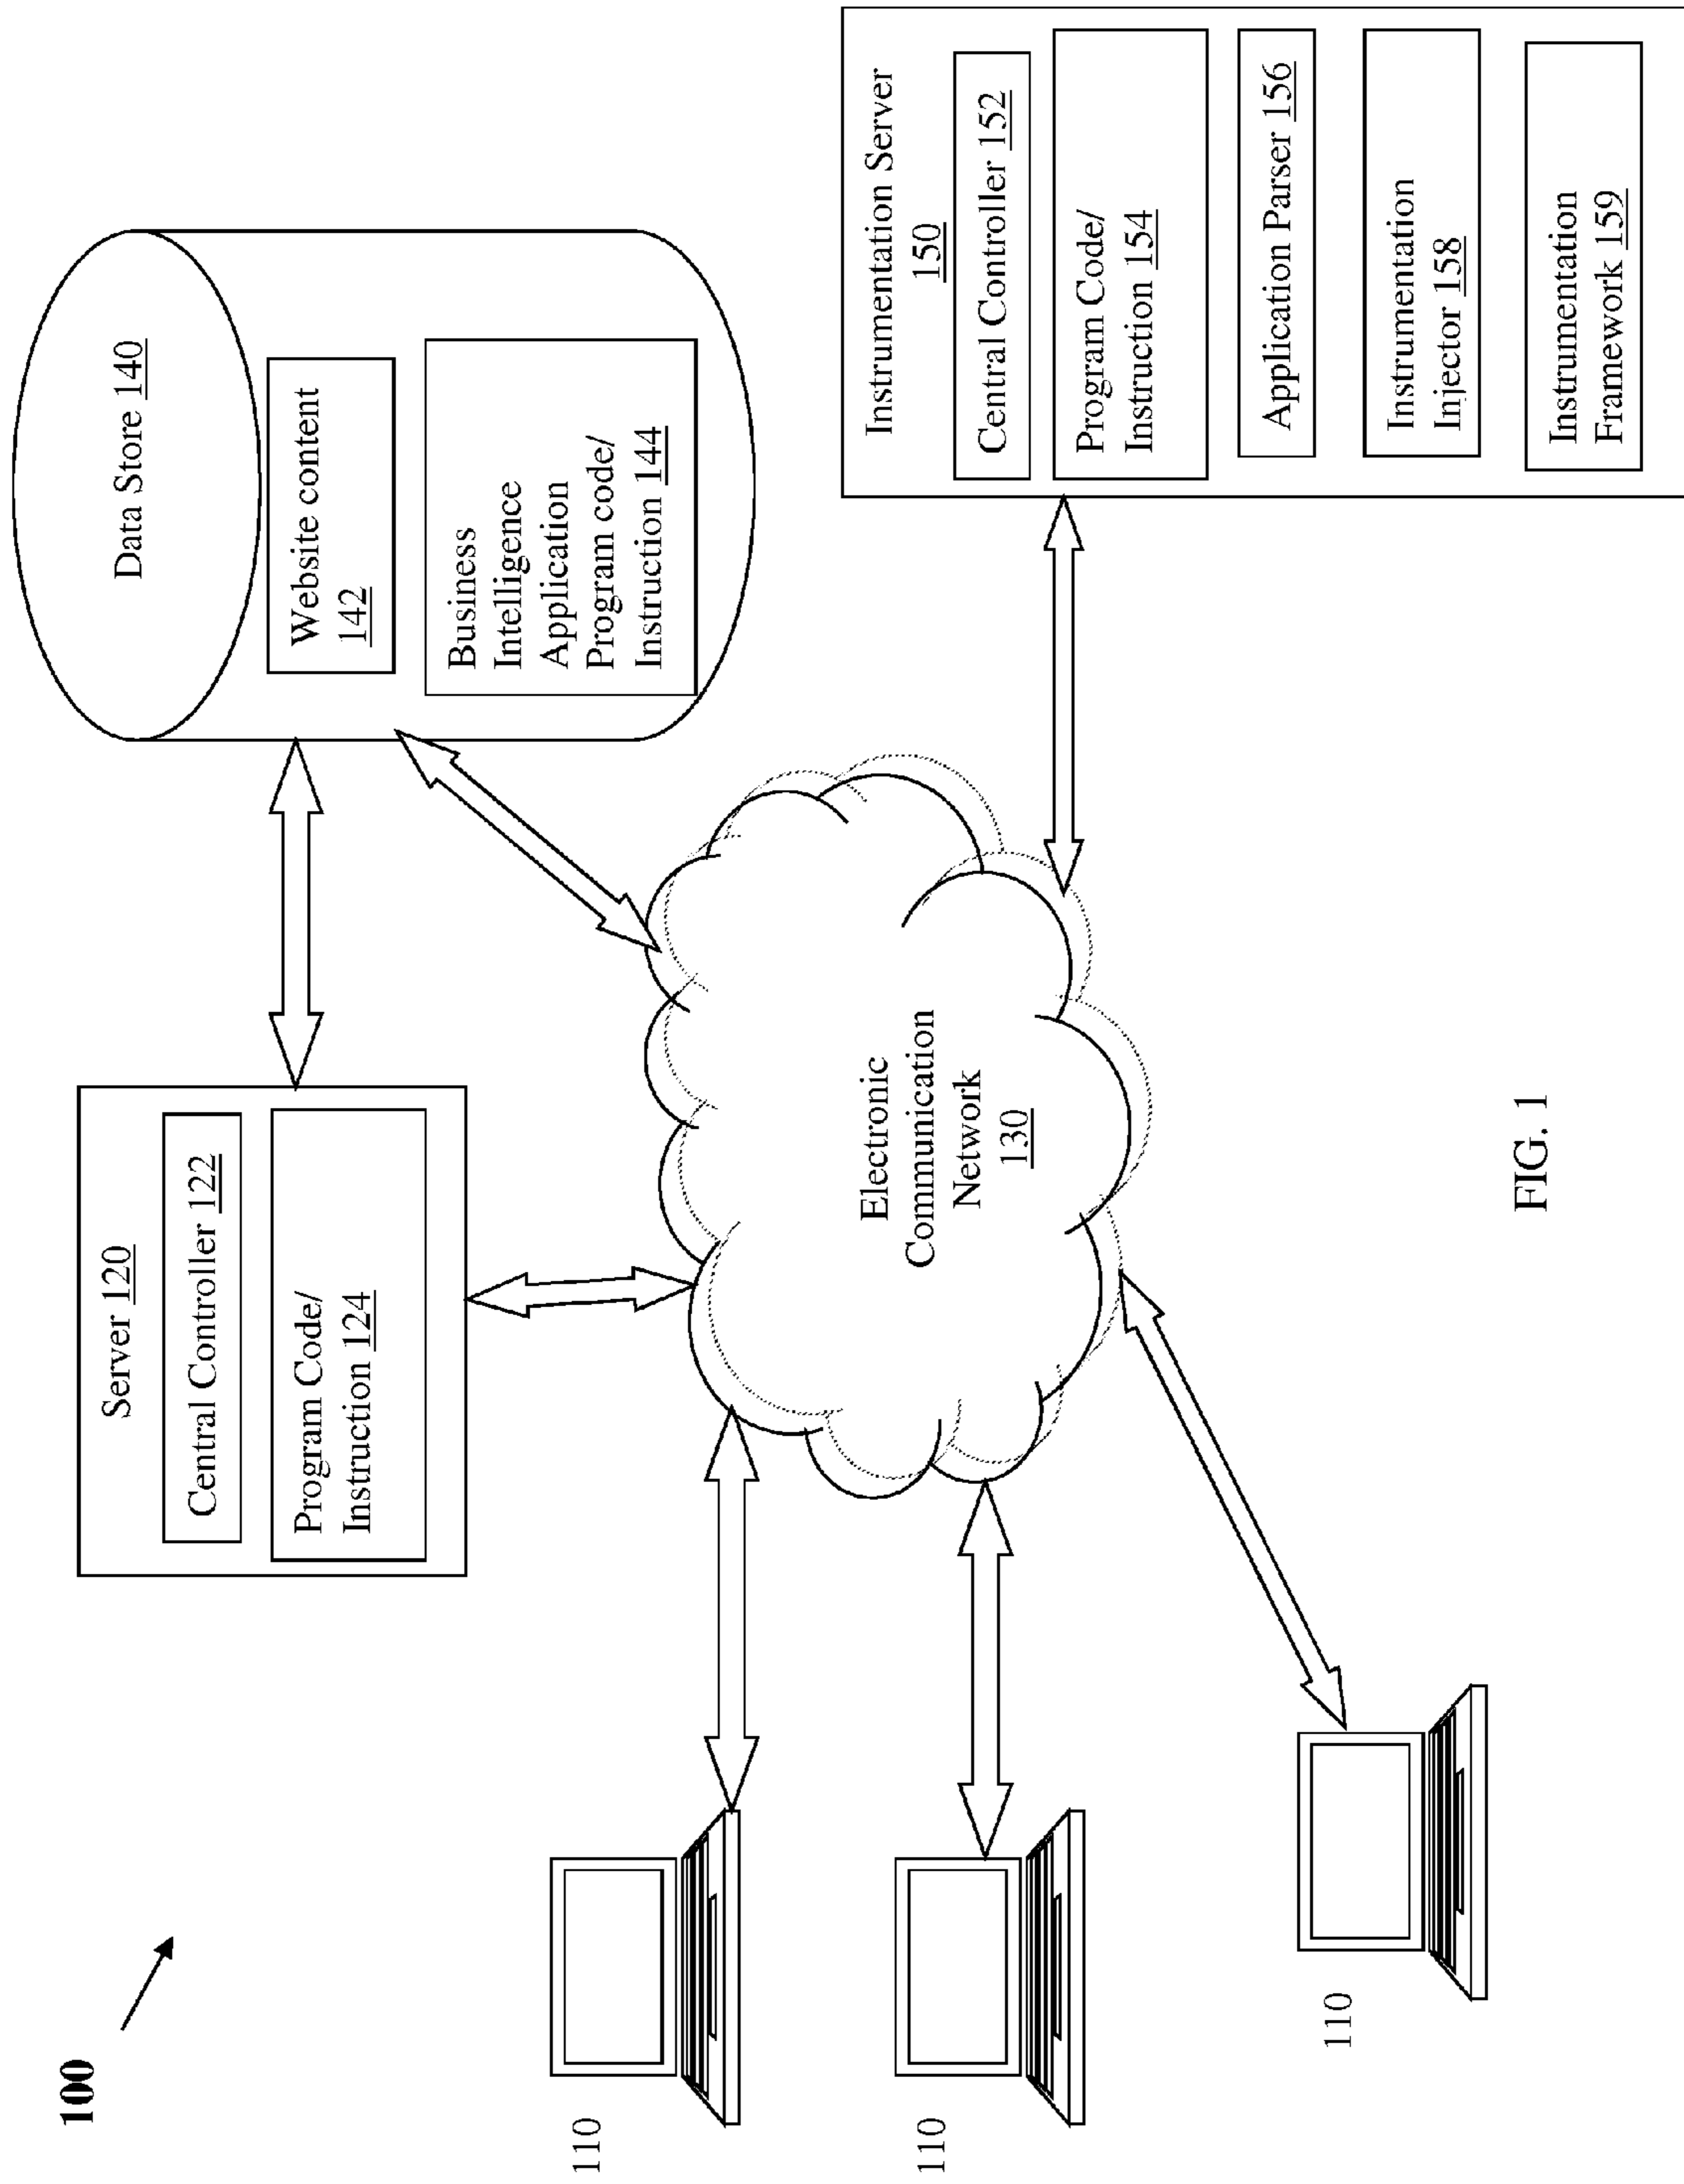 100
Server 120
Central Controller 122
Program Code/
Instruction 124
Data Store 140
Website content
142
Business
Intelligence
Application
Program code/
Instruction 144
110
110
110
Electronic
Communication
Network
130
Instrumentation Server
150
Central Controller 152
Program Code/
Instruction 154
Application Parser 156
Instrumentation
Injector 158
Instrumentation
Framework 159
FIG. 1